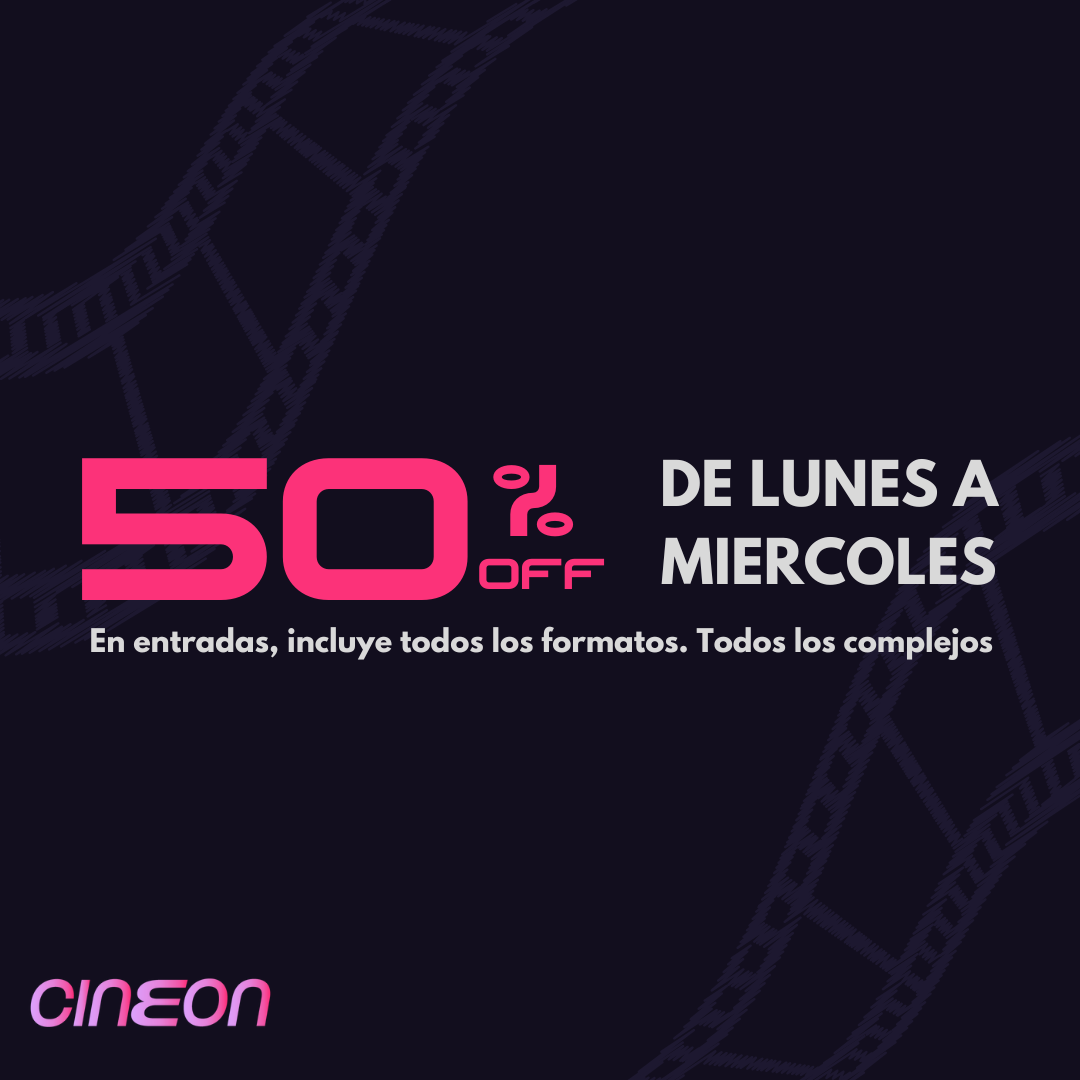 50% OFF
DE LUNES A
MIERCOLES
En entradas, incluye todos los formatos. Todos los complejos
CINEON